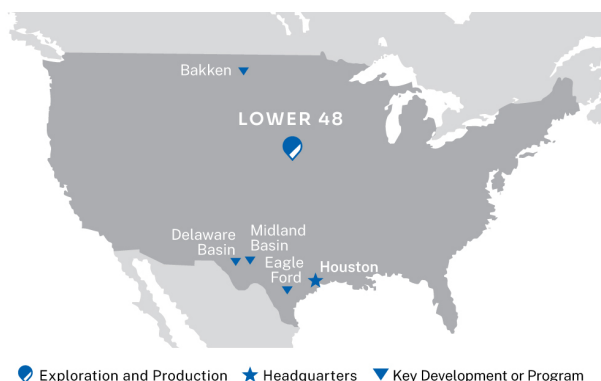 Bakken
LOWER 48
Delaware
Basin
Midland
Basin
Eagle
Ford
Houston
Exploration and Production
Headquarters
Key Development or Program